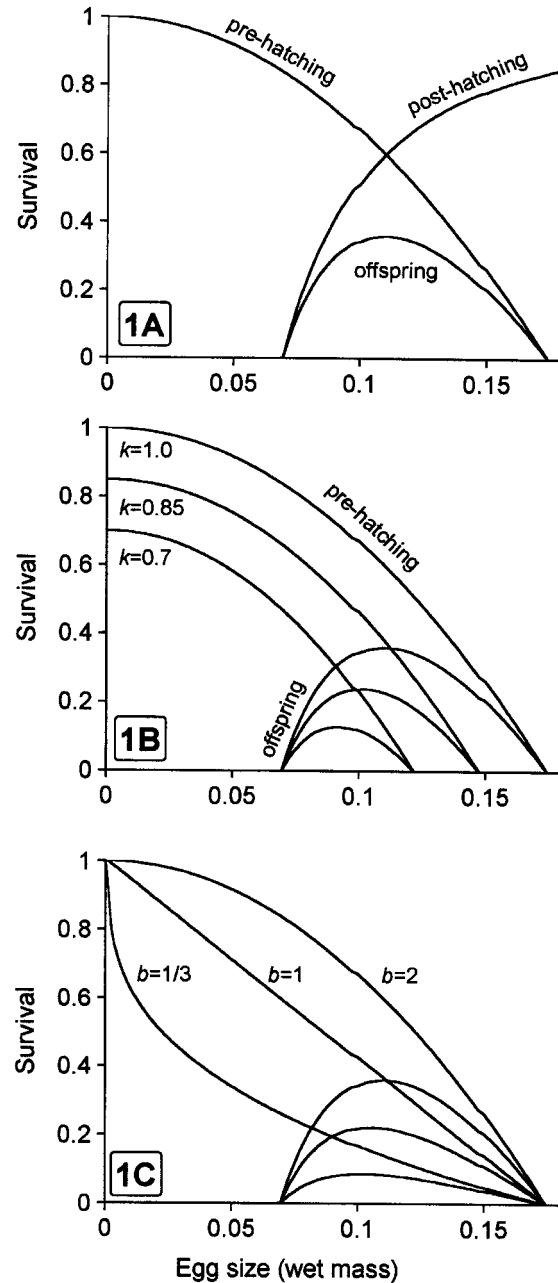 1
pre-hatching
post-hatching
0.8
0.6
Survival
0.4
offspring
0.2
1A
0
0 0.05 0.1 0.15
1
k=1.0
0.8
k=0.85
pre-hatching
k=0.7
0.6
Survival
0.4
offspring
0.2
1B
0
0 0.05 0.1 0.15
1
0.8
b=1/3 b=1 b=2
0.6
Survival
0.4
0.2
1C
0
0 0.05 0.1 0.15
Egg size (wet mass)